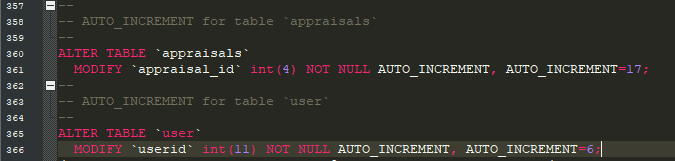 357 --
358 -- AUTO_INCREMENT for table `appraisals`
359 --
360 ALTER TABLE `appraisals`
361 MODIFY `appraisal_id` int(4) NOT NULL AUTO_INCREMENT, AUTO_INCREMENT=17;
362 --
363 -- AUTO_INCREMENT for table `user`
364 --
365 ALTER TABLE `user`
366 MODIFY `userid` int(11) NOT NULL AUTO_INCREMENT, AUTO_INCREMENT=6;